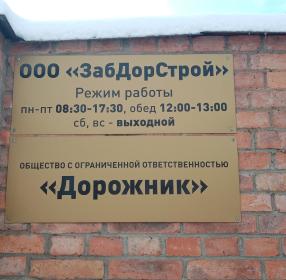 ООО «ЗабДорСтрой»
Режим работы
пн-пт 08:30-17:30, обед 12:00-13:00
сб, вс - выходной
ОБЩЕСТВО С ОГРАНИЧЕННОЙ ОТВЕТСТВЕННОСТЬЮ
«Дорожник»